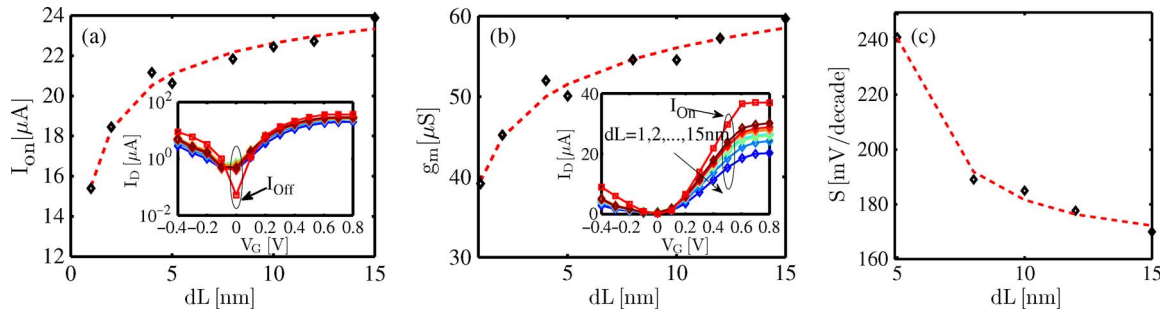 (a)
I_on [μA]
24
22
20
18
16
14
12
0
5
10
15
dL [nm]
I_D [μA]
10^2
10^0
10^-2
−0.4
−0.2
0
0.2
0.4
0.6
0.8
V_G [V]
I_Off
(b)
g_m [μS]
60
50
40
30
5
10
15
dL [nm]
I_D [μA]
40
20
0
−0.4
−0.2
0
0.2
0.4
0.6
0.8
V_G [V]
I_On
dL=1,2,...,15nm
(c)
S [mV/decade]
240
220
200
180
160
5
10
15
dL [nm]